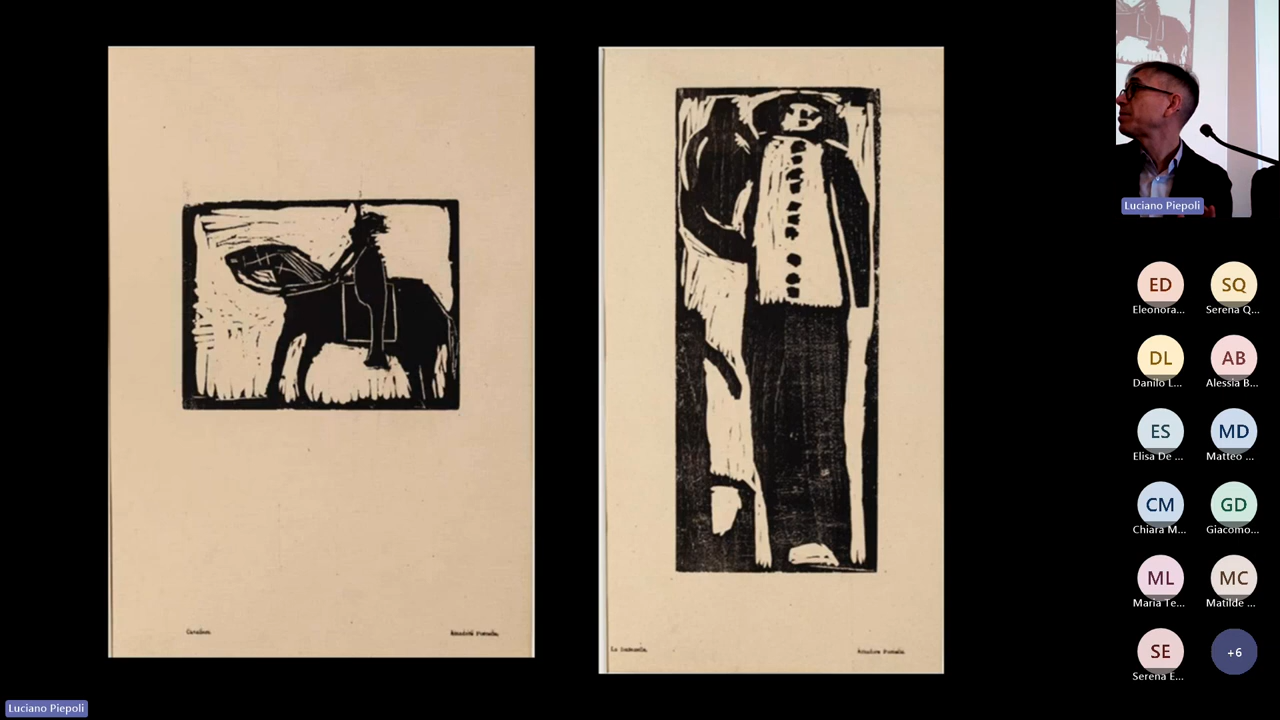 Luciano Piepoli
ED
Eleonora...
SQ
Serena Q...
DL
Danilo L...
AB
Alessia B...
ES
Elisa De ...
MD
Matteo ...
CM
Chiara M...
GD
Giacomo...
ML
Maria Te...
MC
Matilde ...
SE
Serena E...
+6
Luciano Piepoli